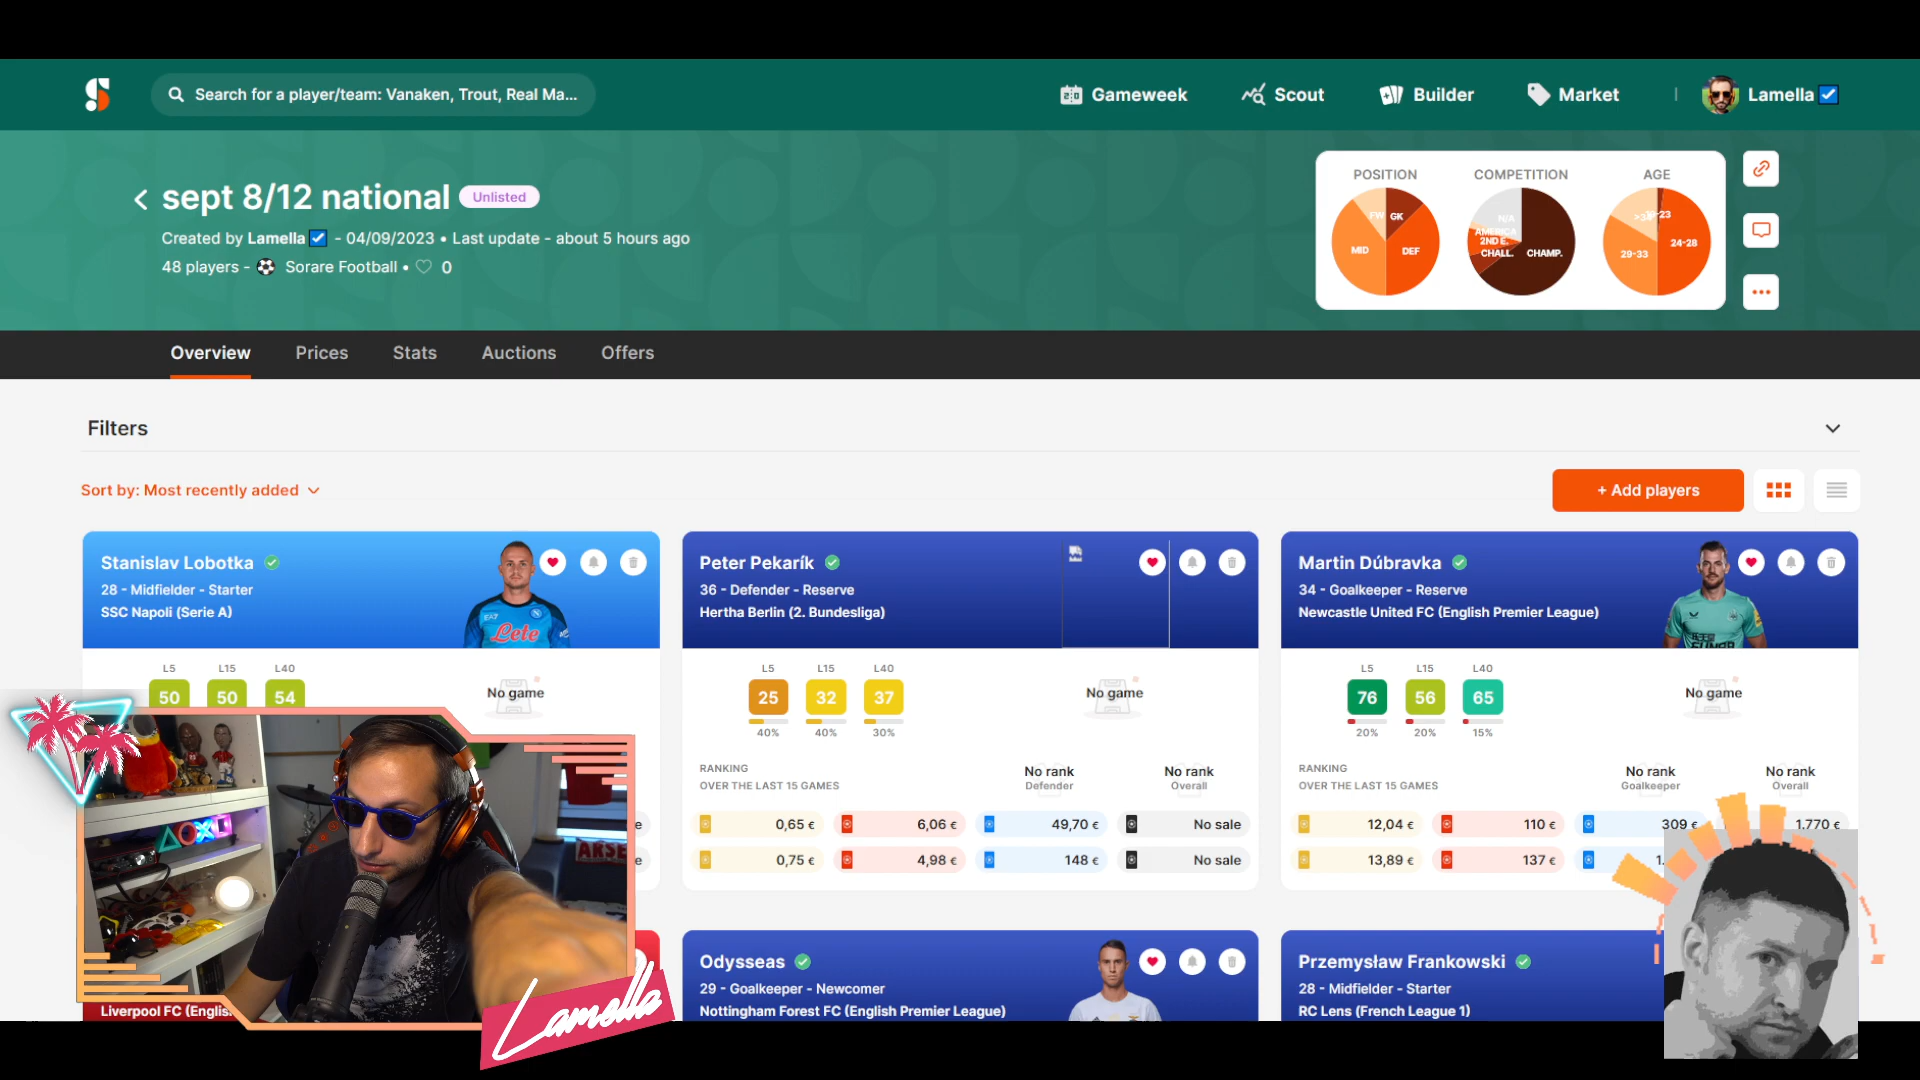 Search for a player/team: Vanaken, Trout, Real Ma...
Gameweek
Scout
Builder
Market
Lamella
sept 8/12 national
Unlisted
Created by Lamella - 04/09/2023 • Last update - about 5 hours ago
48 players - Sorare Football • 0
POSITION
FW
GK
MID
DEF
COMPETITION
N/A
AMERICA
2ND E.
CHALL.
CHAMP.
AGE
24-28
29-33
Overview
Prices
Stats
Auctions
Offers
Filters
Sort by: Most recently added
+ Add players
Stanislav Lobotka
28 - Midfielder - Starter
SSC Napoli (Serie A)
Lete
L5
L15
L40
50
50
54
No game
Peter Pekarík
36 - Defender - Reserve
Hertha Berlin (2. Bundesliga)
L5
L15
L40
25
32
37
40%
40%
30%
No game
RANKING
OVER THE LAST 15 GAMES
No rank
Defender
No rank
Overall
0,65 €
6,06 €
49,70 €
No sale
0,75 €
4,98 €
148 €
No sale
Martin Dúbravka
34 - Goalkeeper - Reserve
Newcastle United FC (English Premier League)
L5
L15
L40
76
56
65
20%
20%
15%
No game
RANKING
OVER THE LAST 15 GAMES
No rank
Goalkeeper
No rank
Overall
12,04 €
110 €
309 €
1.770 €
13,89 €
137 €
Liverpool FC (Englis
Odysseas
29 - Goalkeeper - Newcomer
Nottingham Forest FC (English Premier League)
Przemysław Frankowski
28 - Midfielder - Starter
RC Lens (French League 1)
Lamella